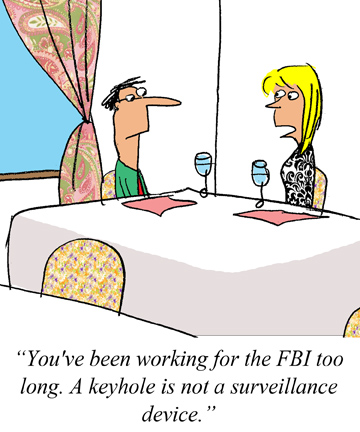 “You've been working for the FBI too
long. A keyhole is not a surveillance
device.”